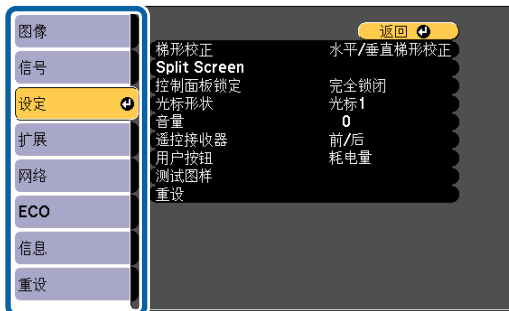 图像
信号
设定
扩展
网络
ECO
信息
重设
返回
梯形校正 水平/垂直梯形校正
Split Screen
控制面板锁定 完全锁闭
光标形状 光标1
音量 0
遥控接收器 前/后
用户按钮 耗电量
测试图样
重设